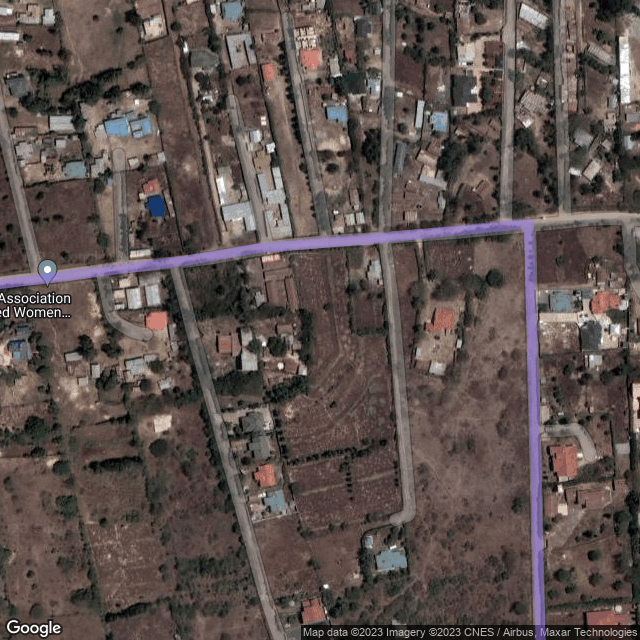 Association
ed Women...
Google
Map data ©2023 Imagery ©2023 CNES / Airbus, Maxar Technologies